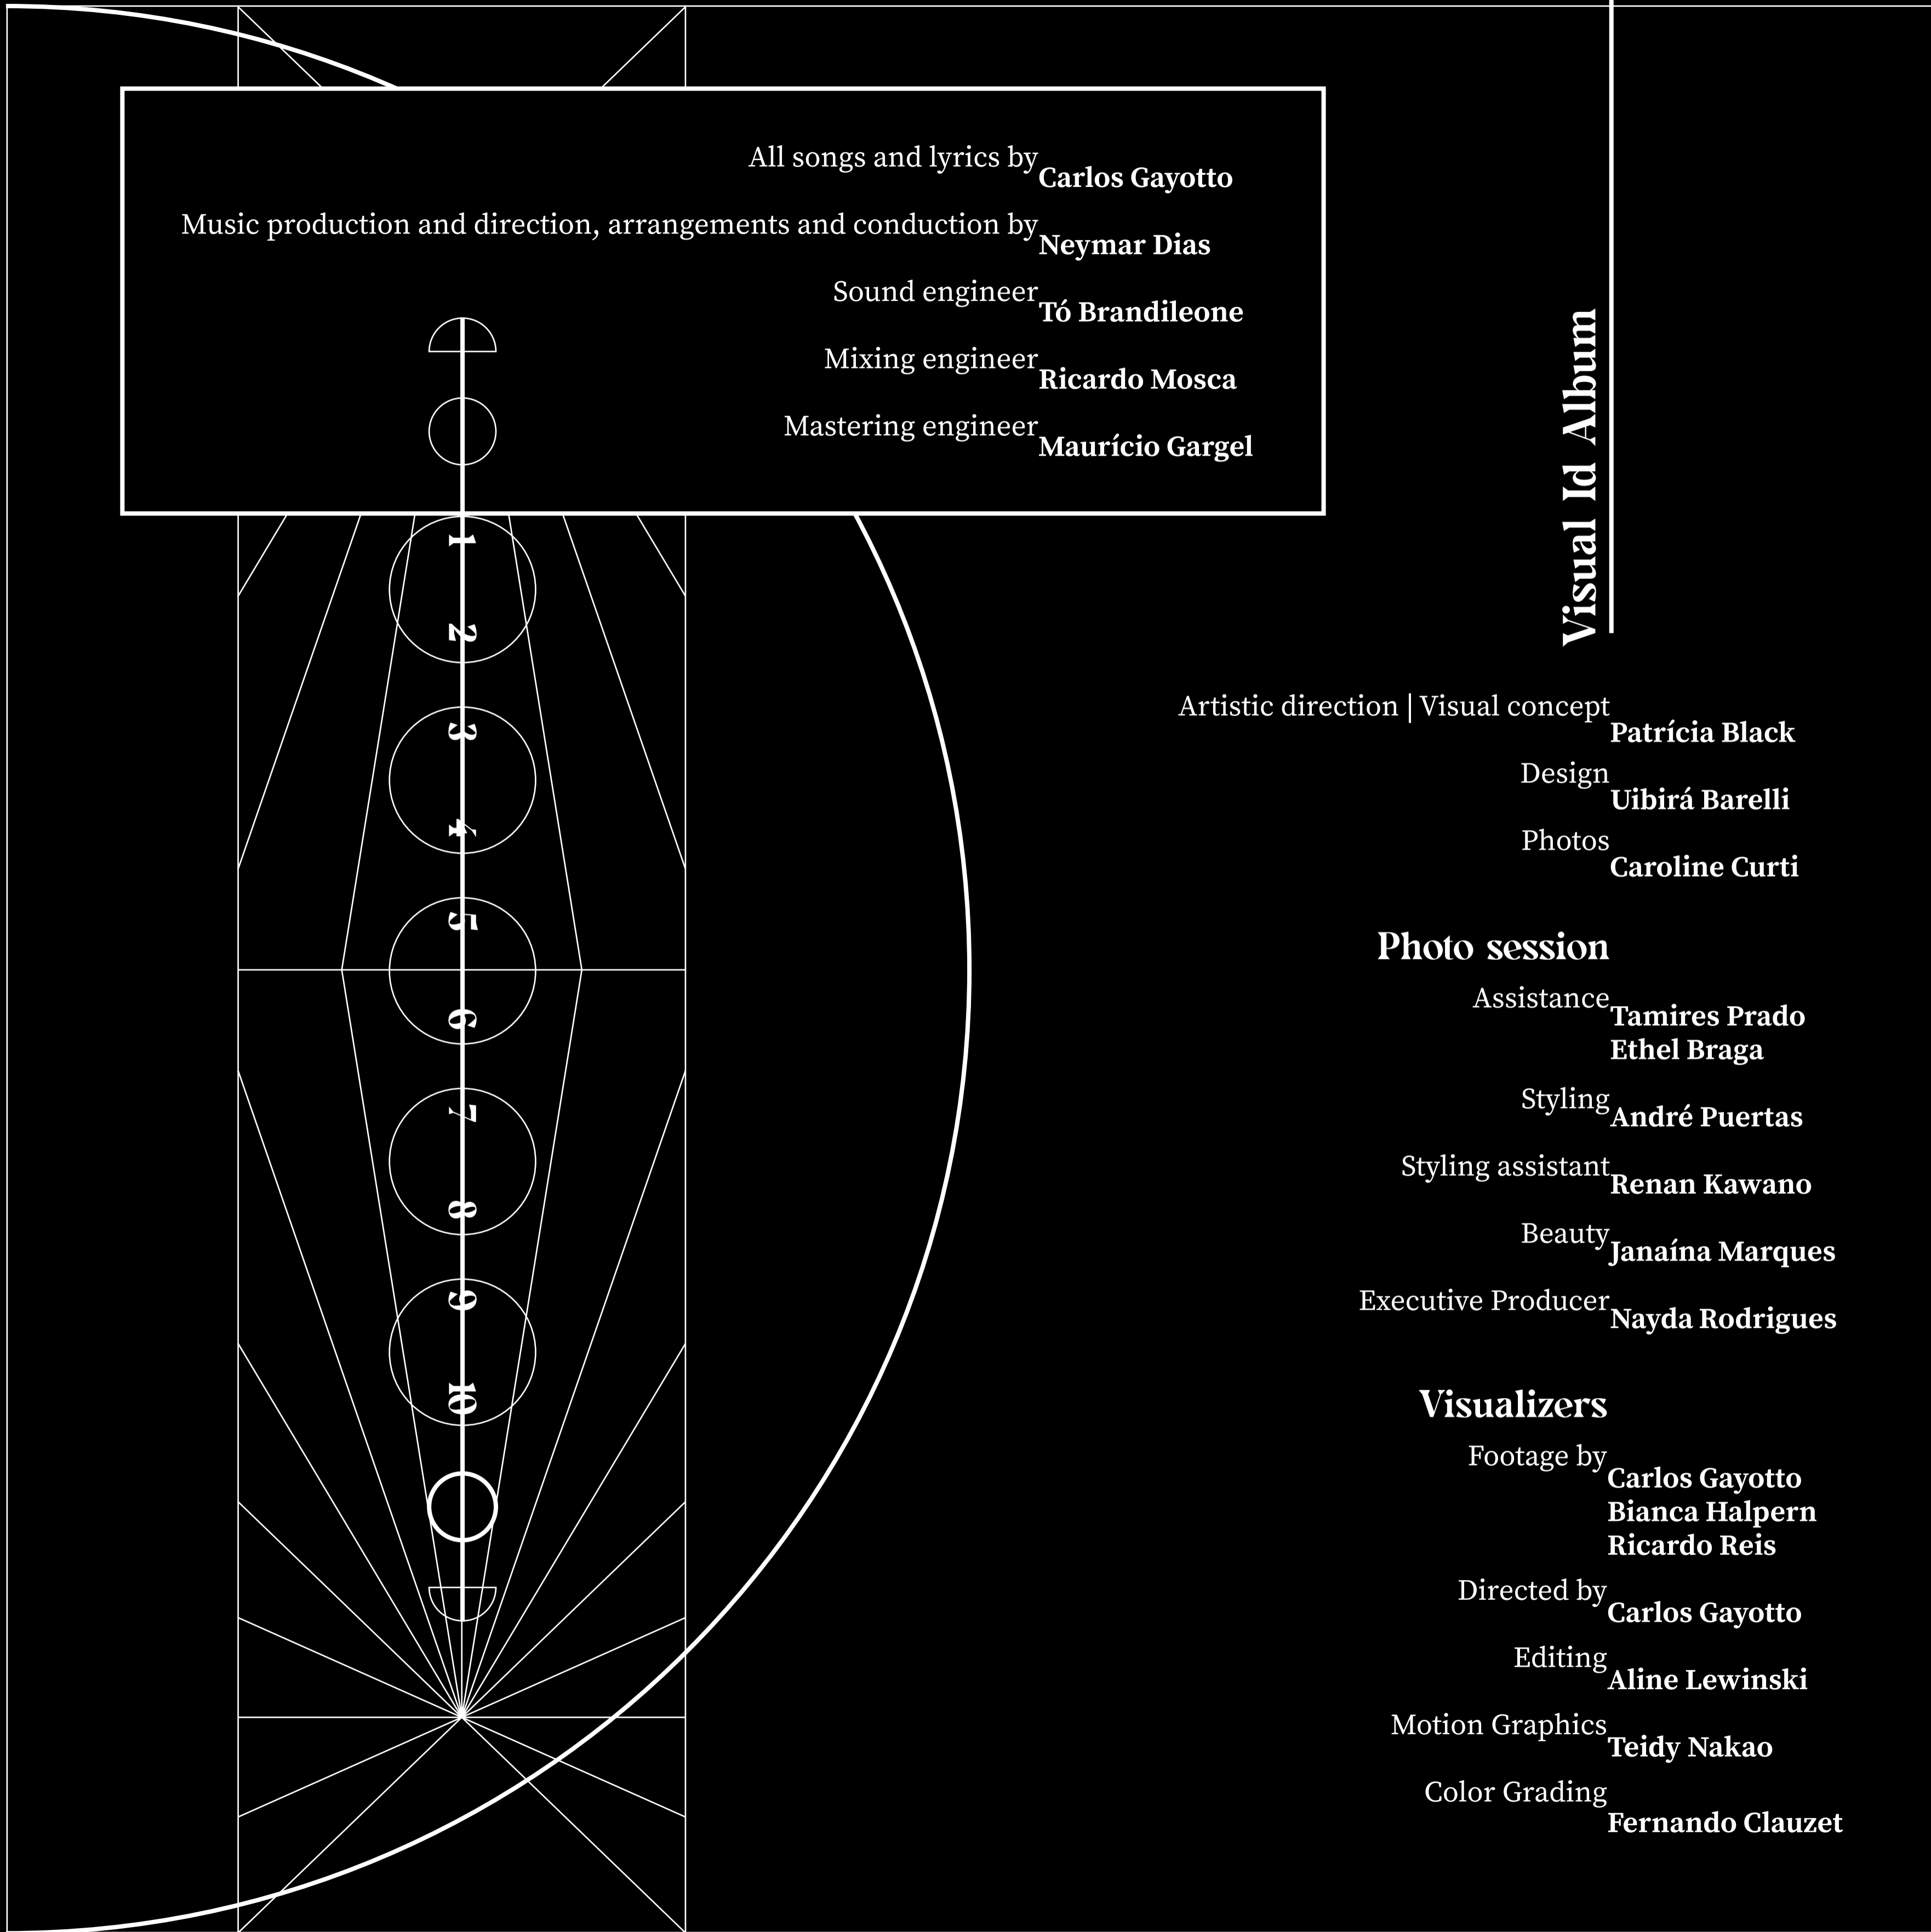 All songs and lyrics by
Carlos Gayotto
Music production and direction, arrangements and conduction by
Neymar Dias
Sound engineer
Tó Brandileone
Mixing engineer
Ricardo Mosca
Mastering engineer
Maurício Gargel
1
2
3
4
5
6
7
8
9
10
Visual Id Album
Artistic direction | Visual concept
Patrícia Black
Design
Uibirá Barelli
Photos
Caroline Curti
Photo session
Assistance
Tamires Prado
Ethel Braga
Styling
André Puertas
Styling assistant
Renan Kawano
Beauty
Janaína Marques
Executive Producer
Nayda Rodrigues
Visualizers
Footage by
Carlos Gayotto
Bianca Halpern
Ricardo Reis
Directed by
Carlos Gayotto
Editing
Aline Lewinski
Motion Graphics
Teidy Nakao
Color Grading
Fernando Clauzet